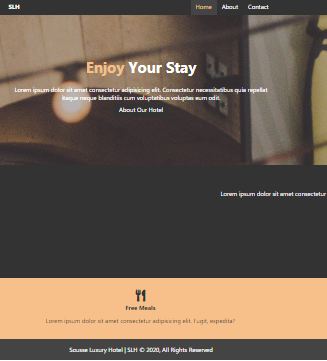 SLH Home About Contact
Enjoy Your Stay
Lorem ipsum dolor sit amet consectetur adipisicing elit. Consectetur necessitatibus quia repellat
itaque neque blanditiis cum voluptatibus voluptas eum odit.
About Our Hotel
Lorem ipsum dolor sit amet consectetur
Free Meals
Lorem ipsum dolor sit amet consectetur adipisicing elit. Fugit, expedita?
Sousse Luxury Hotel | SLH © 2020, All Rights Reserved